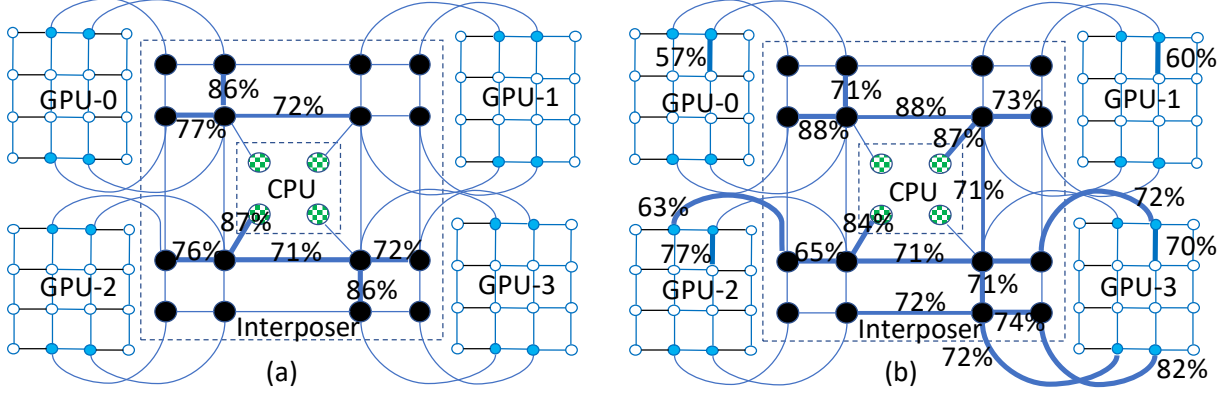 86%
GPU-0
72%
GPU-1
77%
CPU
87%
76%
71%
72%
GPU-2
86%
GPU-3
Interposer
(a)
57%
60%
71%
GPU-0
88%
73%
GPU-1
88%
87%
CPU
71%
72%
63%
84%
77%
65%
71%
70%
GPU-2
71%
GPU-3
72%
Interposer
74%
72%
82%
(b)